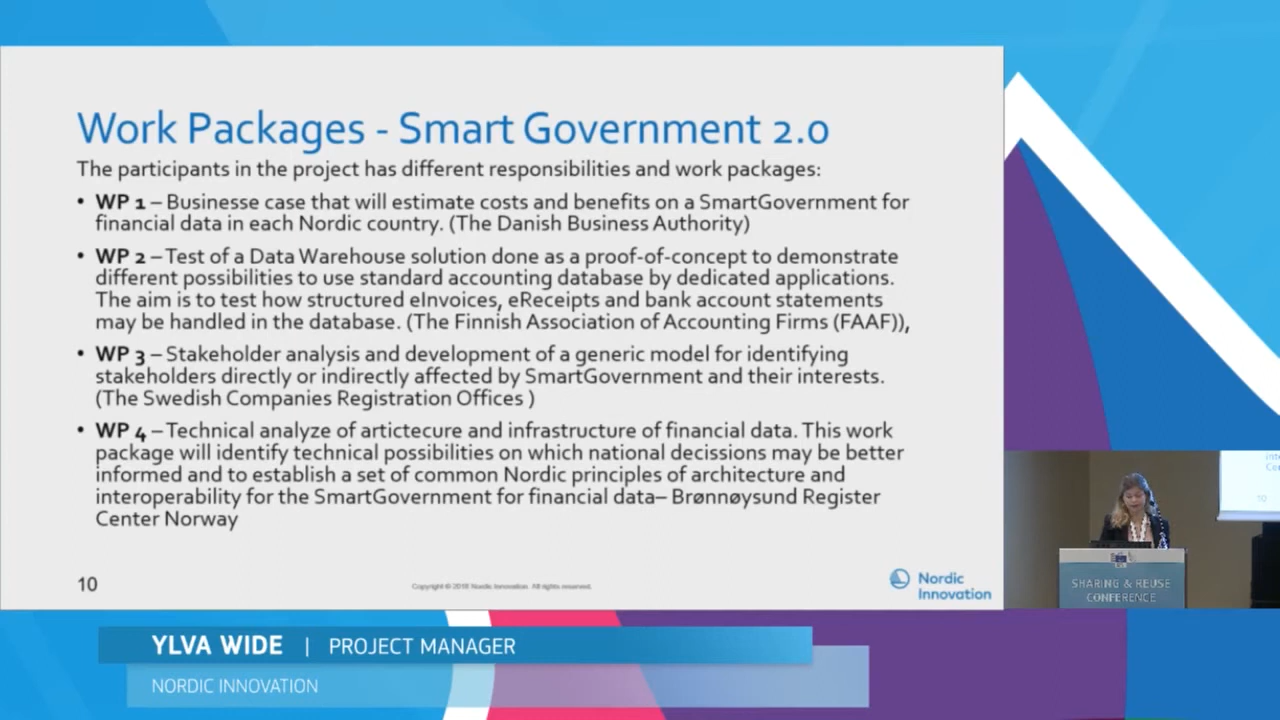 Work Packages - Smart Government 2.0
The participants in the project has different responsibilities and work packages:
• WP 1 – Businesse case that will estimate costs and benefits on a SmartGovernment for
financial data in each Nordic country. (The Danish Business Authority)
• WP 2 – Test of a Data Warehouse solution done as a proof-of-concept to demonstrate
different possibilities to use standard accounting database by dedicated applications.
The aim is to test how structured eInvoices, eReceipts and bank account statements
may be handled in the database. (The Finnish Association of Accounting Firms (FAAF)),
• WP 3 – Stakeholder analysis and development of a generic model for identifying
stakeholders directly or indirectly affected by SmartGovernment and their interests.
(The Swedish Companies Registration Offices )
• WP 4 – Technical analyze of artictecure and infrastructure of financial data. This work
package will identify technical possibilities on which national decisions may be better
informed and to establish a set of common Nordic principles of architecture and
interoperability for the SmartGovernment for financial data– Brønnøysund Register
Center Norway
10
Copyright © 2018 Nordic Innovation. All rights reserved.
Nordic
Innovation
10
SHARING & REUSE
CONFERENCE
YLVA WIDE | PROJECT MANAGER
NORDIC INNOVATION